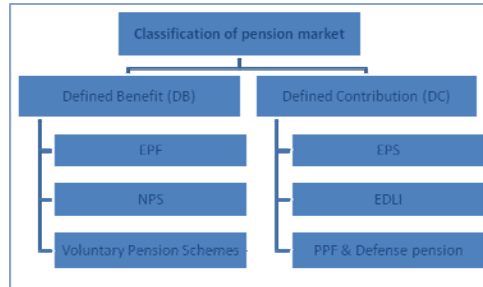 Classification of pension market
Defined Benefit (DB)
Defined Contribution (DC)
EPF
EPS
NPS
EDLI
Voluntary Pension Schemes
PPF & Defense pension